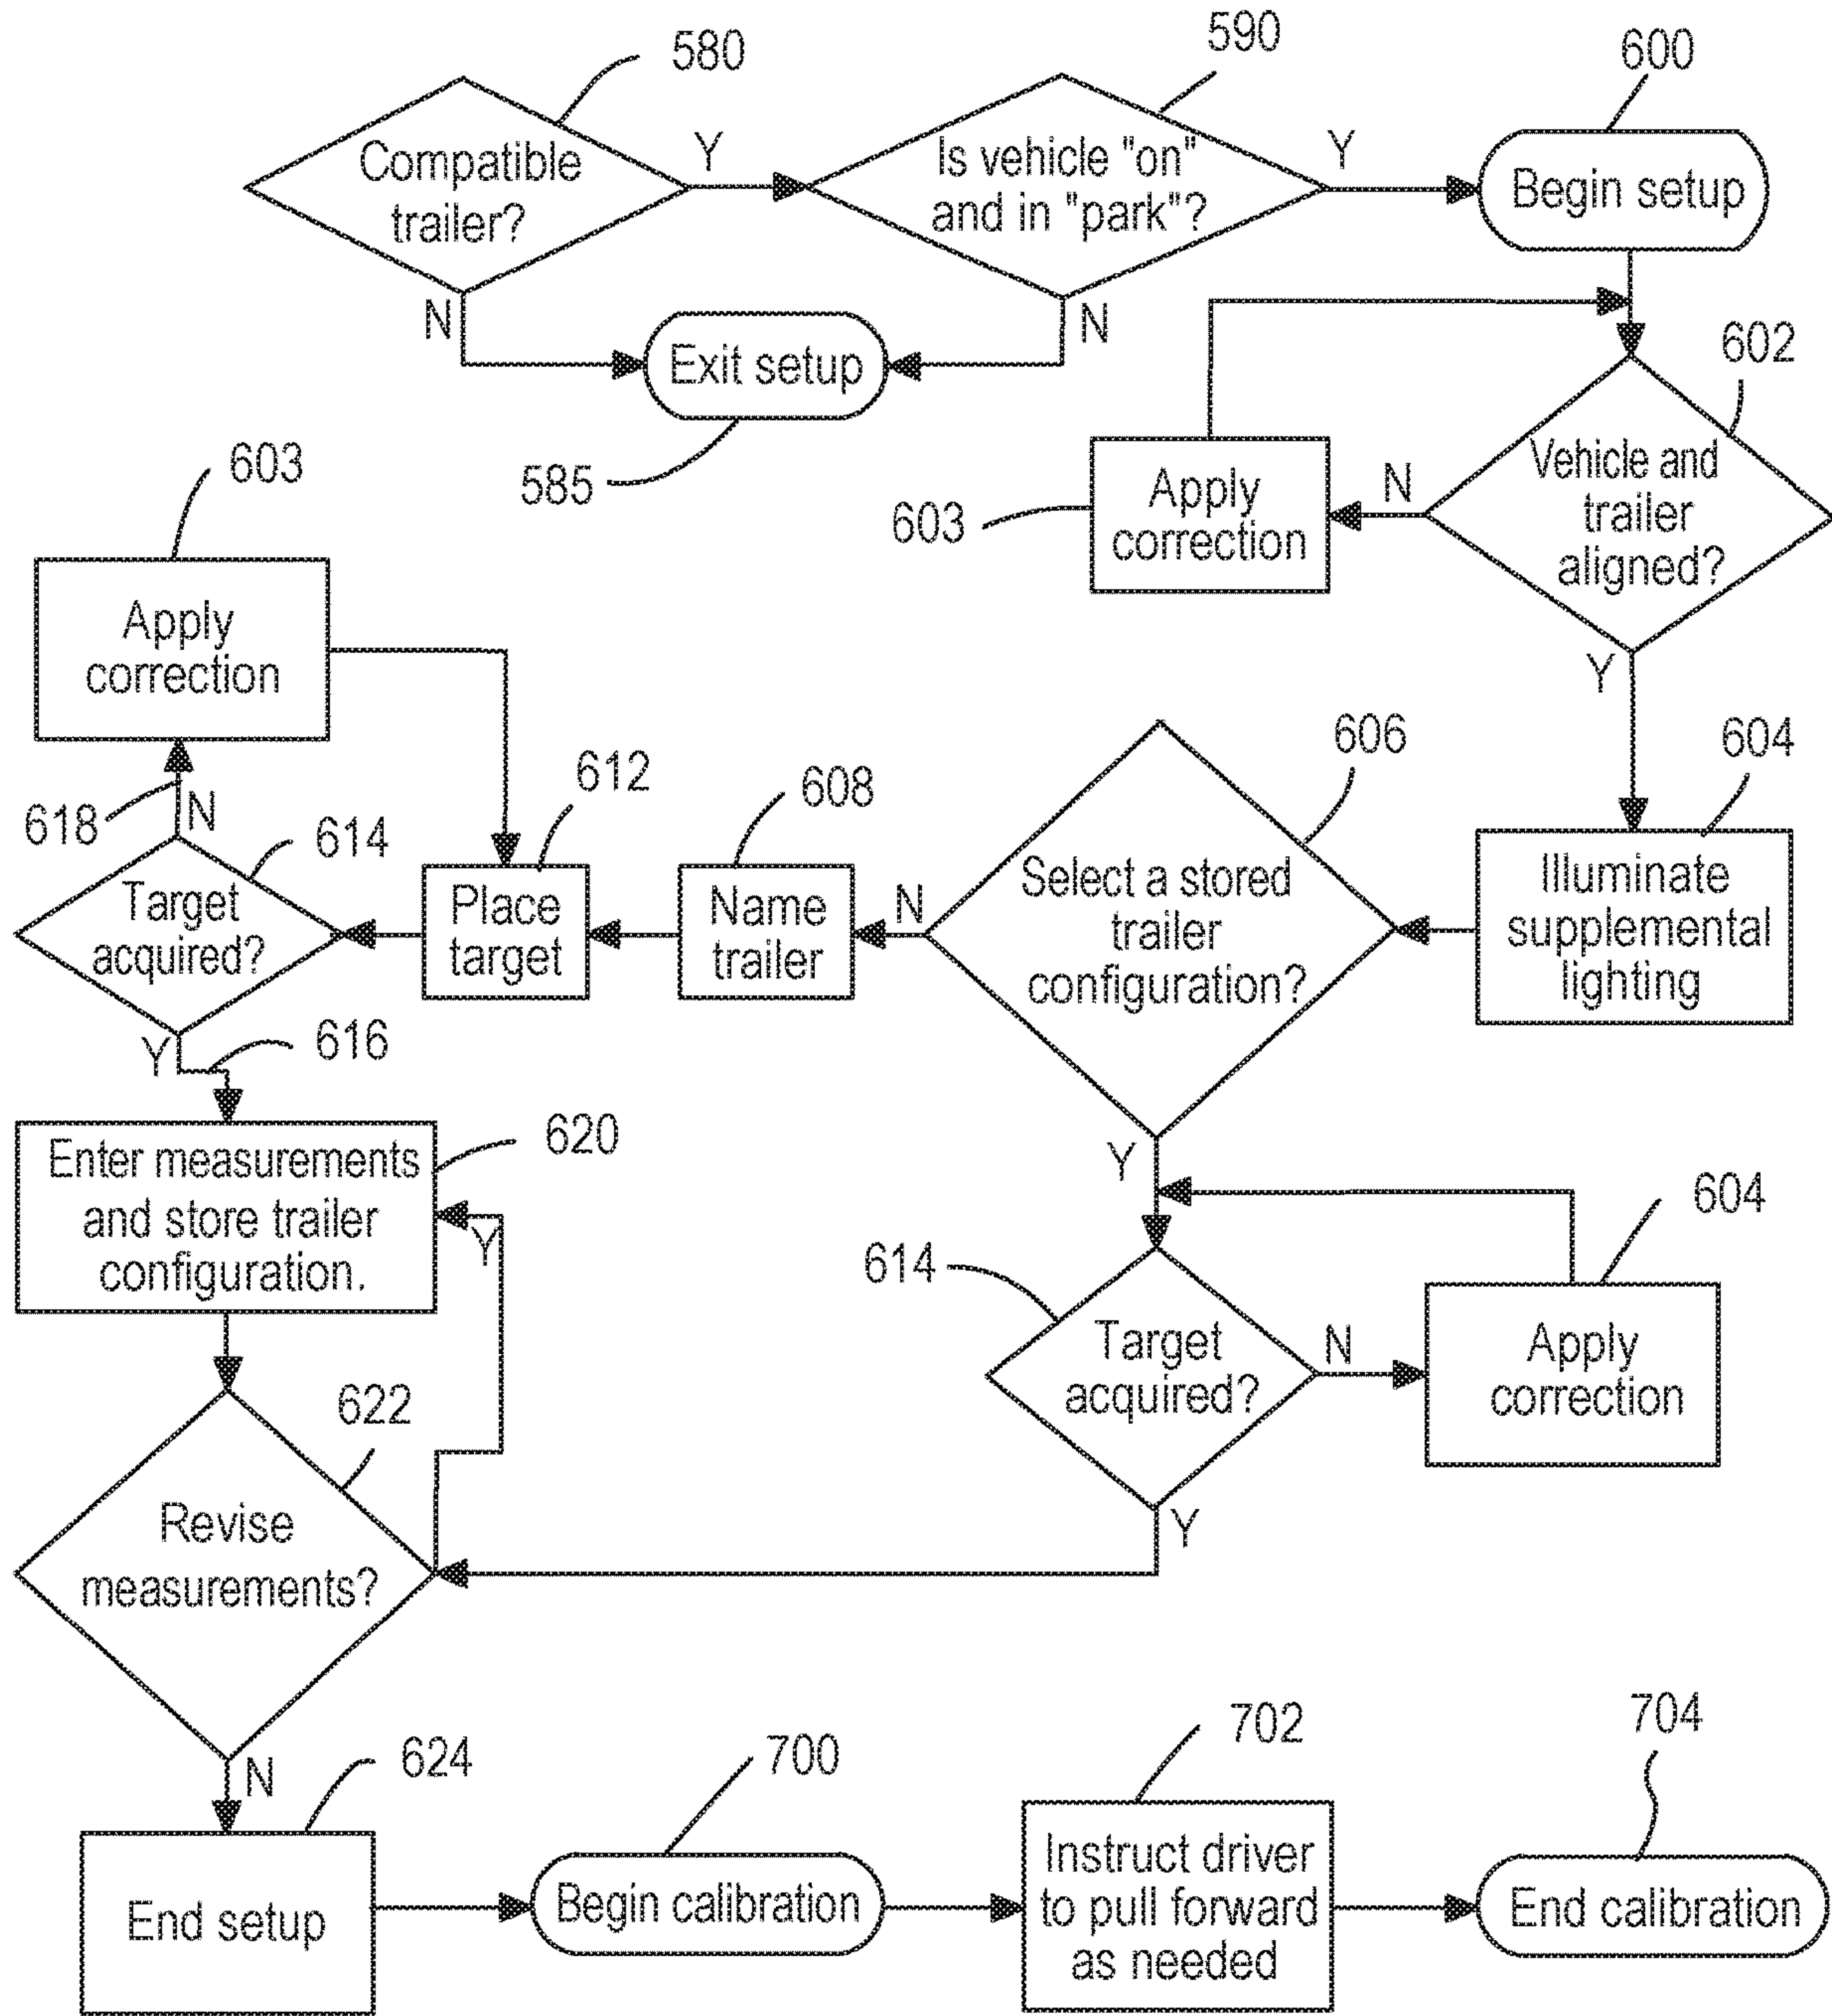 580
590
600
Compatible
trailer?
Y
Is vehicle "on"
and in "park"?
Y
Begin setup
N
N
Exit setup
585
602
Vehicle and
trailer
aligned?
N
Apply
correction
603
Y
603
Apply
correction
606
604
Illuminate
supplemental
lighting
Select a stored
trailer
configuration?
N
608
Name
trailer
612
Place
target
618
N
614
Target
acquired?
Y
616
Enter measurements
and store trailer
configuration.
620
Y
Y
604
614
Target
acquired?
N
Apply
correction
Y
622
Revise
measurements?
N
624
End setup
700
Begin calibration
702
Instruct driver
to pull forward
as needed
704
End calibration